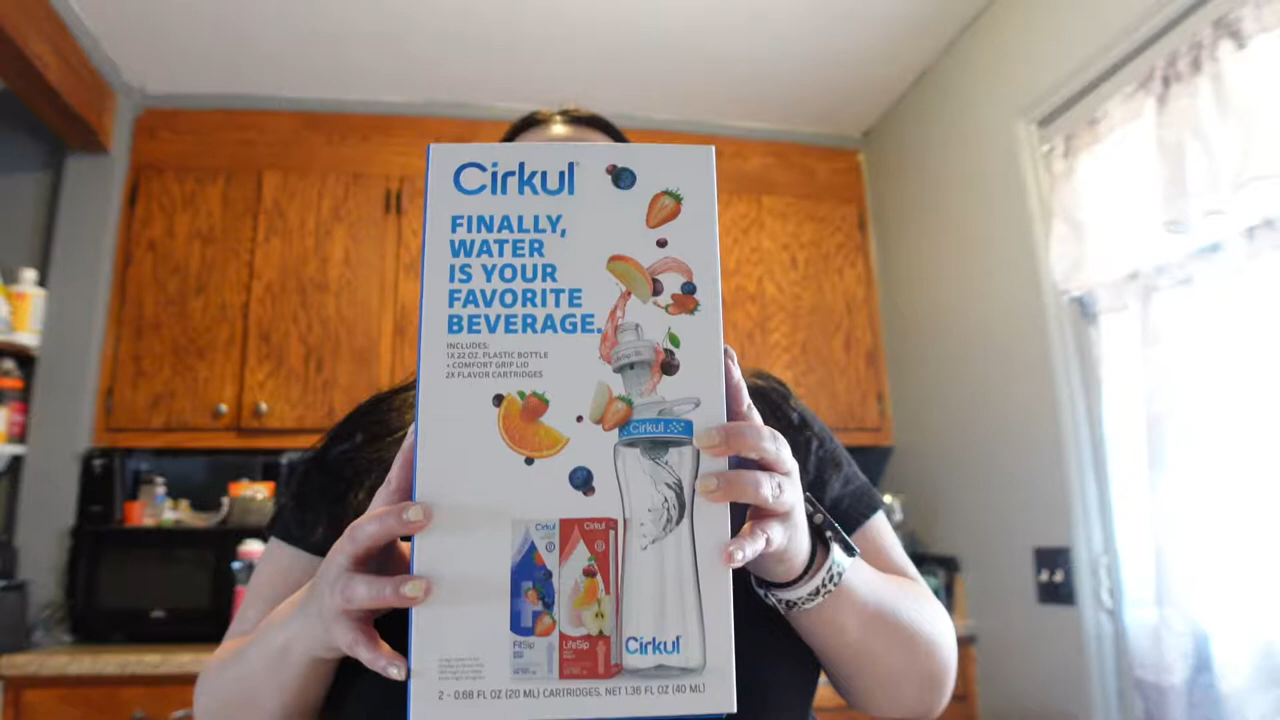 Cirkul
FINALLY,
WATER
IS YOUR
FAVORITE
BEVERAGE.
INCLUDES:
1X 22 OZ. PLASTIC BOTTLE
+ COMFORT GRIP LID
2X FLAVOR CARTRIDGES
LifeSip
Cirkul
Cirkul
Cirkul
FitSip
LifeSip
Cirkul
2 - 0.68 FL OZ (20 ML) CARTRIDGES. NET 1.36 FL OZ (40 ML)